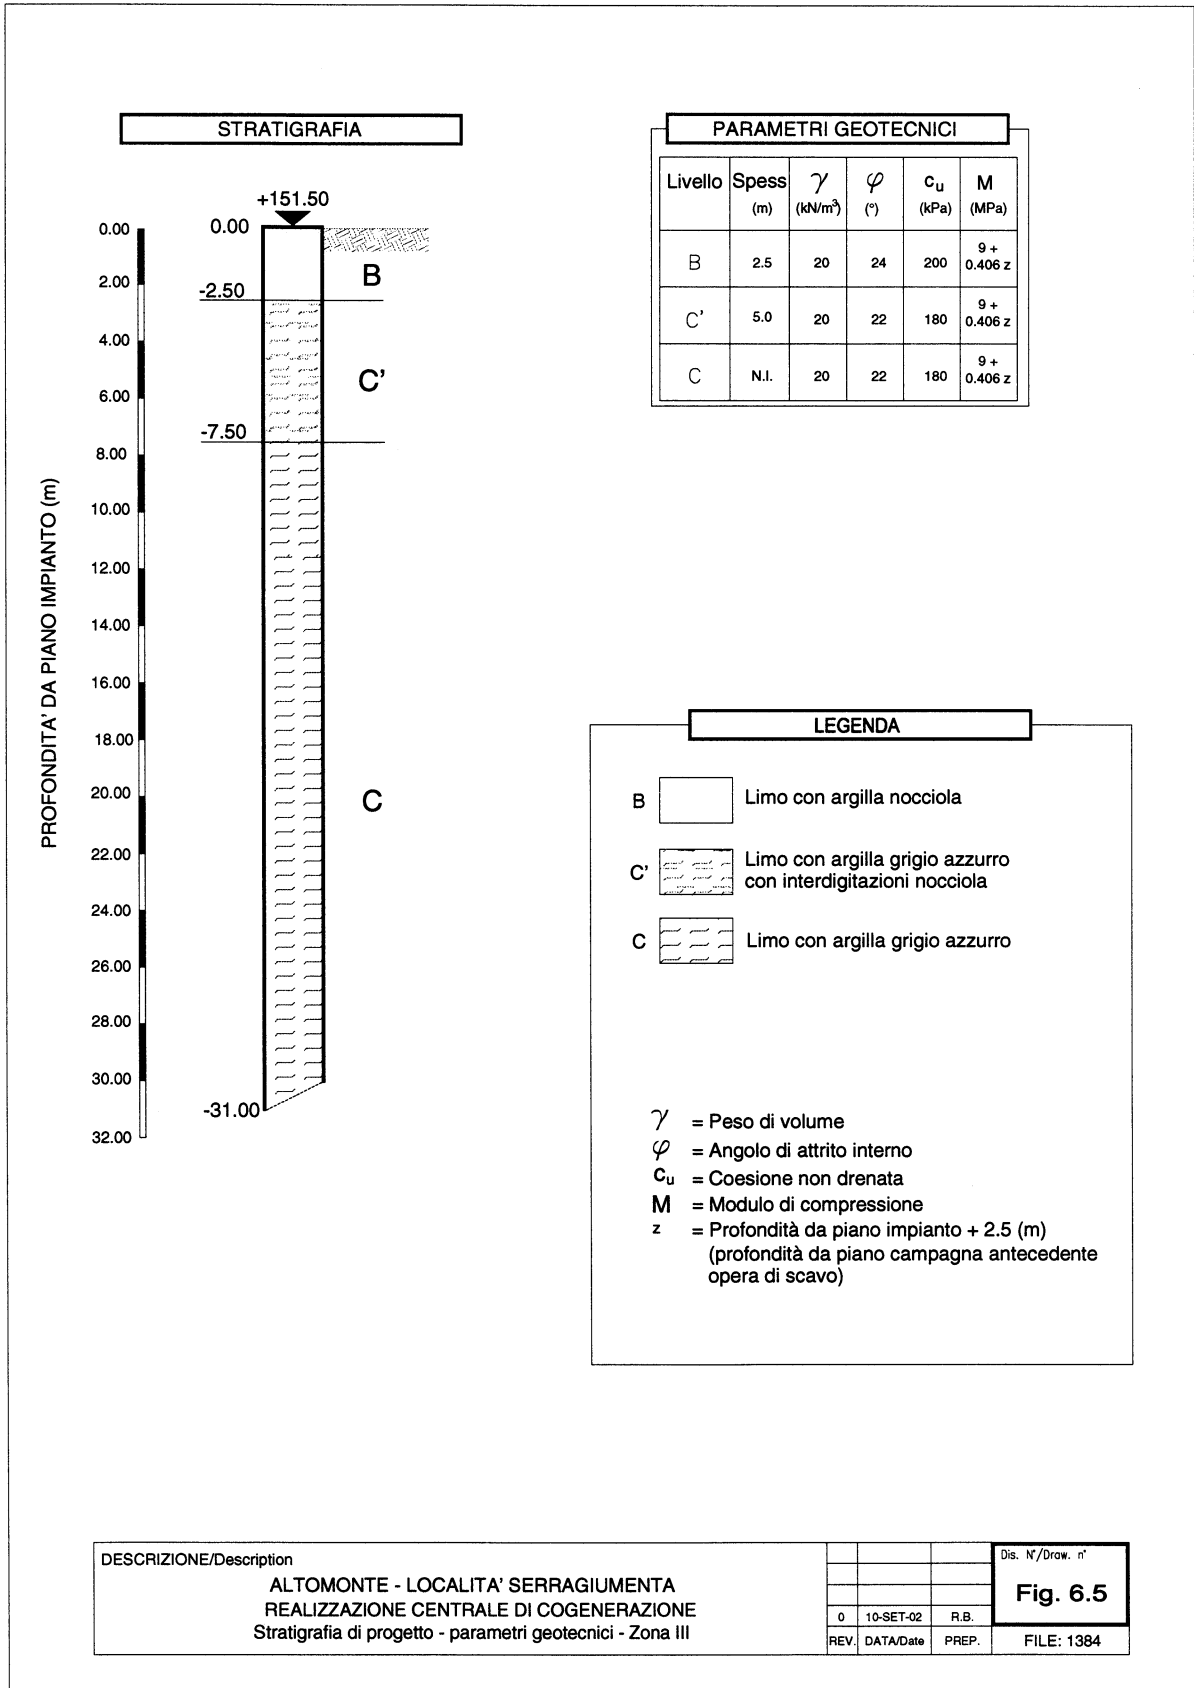 STRATIGRAFIA
PARAMETRI GEOTECNICI
Livello Spess γ φ cu M
(m) (kN/m³) (°) (kPa) (MPa)
B 2.5 20 24 200 9 + 0.406 z
C' 5.0 20 22 180 9 + 0.406 z
C N.I. 20 22 180 9 + 0.406 z
+151.50
0.00
-2.50
-7.50
-31.00
B
C'
C
PROFONDITA' DA PIANO IMPIANTO (m)
0.00
2.00
4.00
6.00
8.00
10.00
12.00
14.00
16.00
18.00
20.00
22.00
24.00
26.00
28.00
30.00
32.00
LEGENDA
B Limo con argilla nocciola
C' Limo con argilla grigio azzurro
con interdigitazioni nocciola
C Limo con argilla grigio azzurro
γ = Peso di volume
φ = Angolo di attrito interno
cu = Coesione non drenata
M = Modulo di compressione
z = Profondità da piano impianto + 2.5 (m)
(profondità da piano campagna antecedente
opera di scavo)
DESCRIZIONE/Description
ALTOMONTE - LOCALITA' SERRAGIUMENTA
REALIZZAZIONE CENTRALE DI COGENERAZIONE
Stratigrafia di progetto - parametri geotecnici - Zona III
0 10-SET-02 R.B.
REV. DATA/Date PREP.
Dis. N°/Draw. n°
Fig. 6.5
FILE: 1384